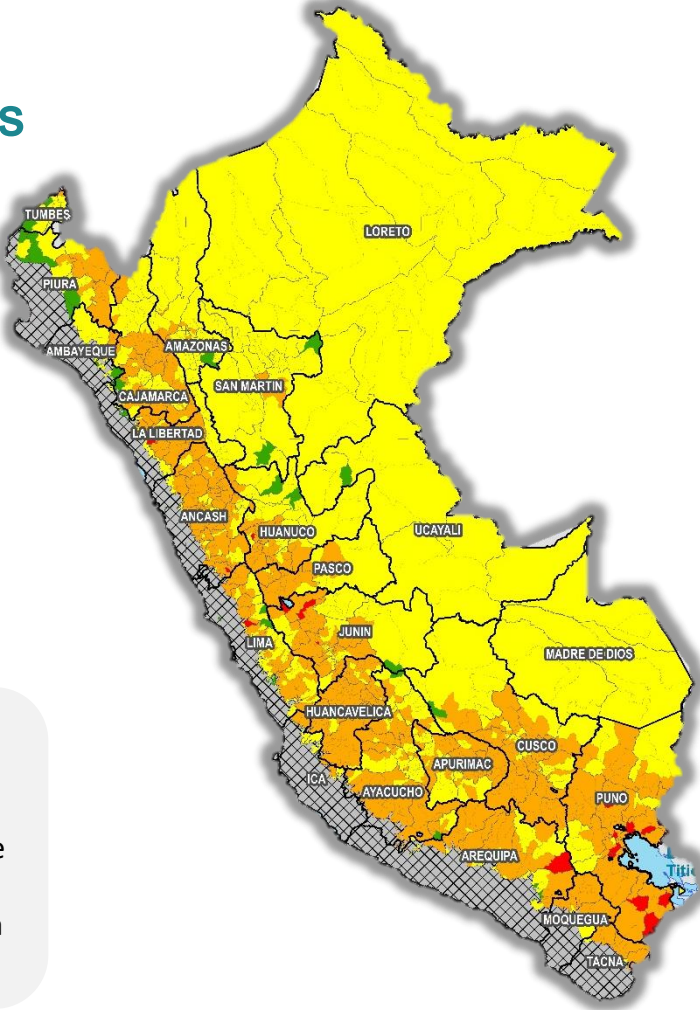 s
TUMBES
LORETO
PIURA
AMBAYEQUE
AMAZONAS
SAN MARTIN
CAJAMARCA
LA LIBERTAD
ANCASH
HUANUCO
UCAYALI
PASCO
LIMA
JUNIN
MADRE DE DIOS
HUANCAVELICA
CUSCO
APURIMAC
ICA
AYACUCHO
PUNO
AREQUIPA
Titic
MOQUEGUA
TACNA
e